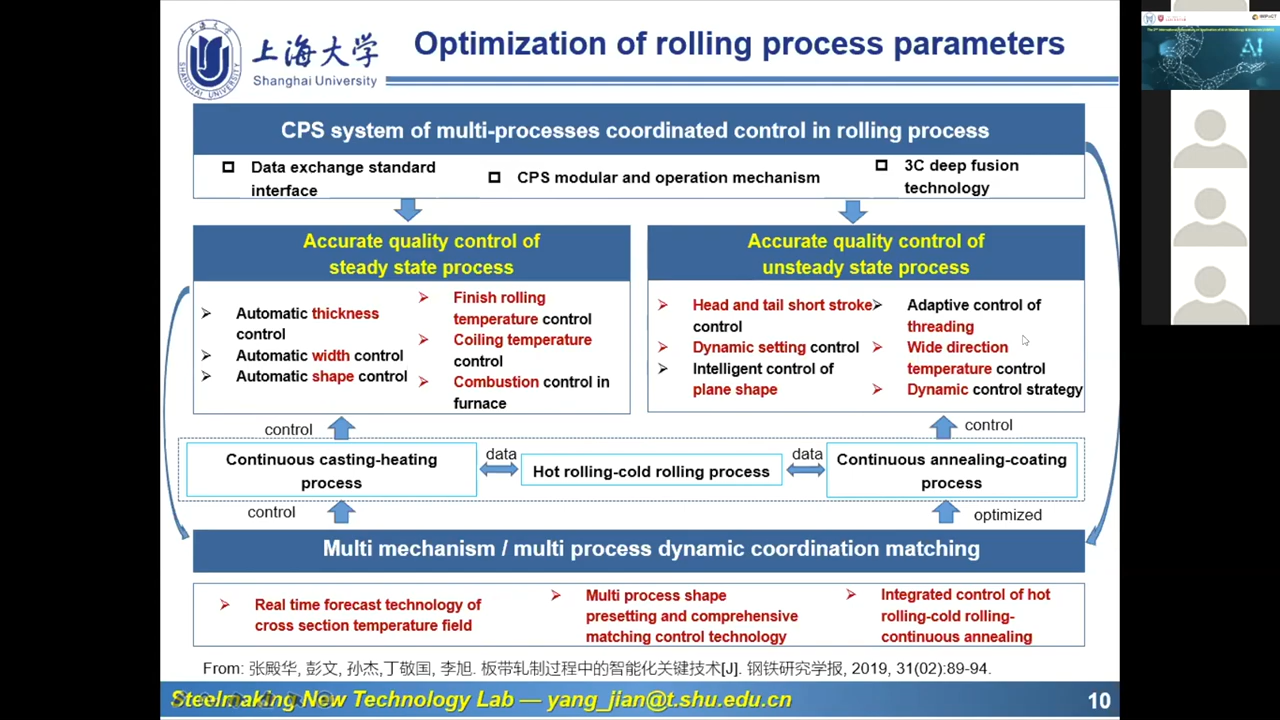 上海大学
Shanghai University
Optimization of rolling process parameters
CPS system of multi-processes coordinated control in rolling process
Data exchange standard
interface
CPS modular and operation mechanism
3C deep fusion
technology
Accurate quality control of
steady state process
Automatic thickness
control
Automatic width control
Automatic shape control
Finish rolling
temperature control
Coiling temperature
control
Combustion control in
furnace
Accurate quality control of
unsteady state process
Head and tail short stroke
control
Dynamic setting control
Intelligent control of
plane shape
Adaptive control of
threading
Wide direction
temperature control
Dynamic control strategy
control
control
Continuous casting-heating
process
data
Hot rolling-cold rolling process
data
Continuous annealing-coating
process
control
optimized
Multi mechanism / multi process dynamic coordination matching
Real time forecast technology of
cross section temperature field
Multi process shape
presetting and comprehensive
matching control technology
Integrated control of hot
rolling-cold rolling-
continuous annealing
From: 张殿华, 彭文, 孙杰,丁敬国, 李旭. 板带轧制过程中的智能化关键技术[J]. 钢铁研究学报, 2019, 31(02):89-94.
Steelmaking New Technology Lab — yang_jian@t.shu.edu.cn
10
AI